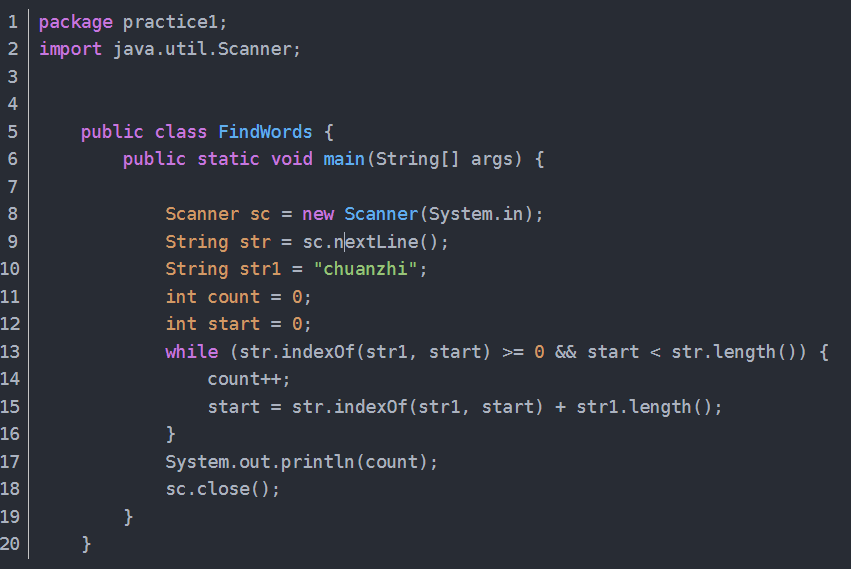 1 package practice1;
2 import java.util.Scanner;
3
4
5     public class FindWords {
6         public static void main(String[] args) {
7
8             Scanner sc = new Scanner(System.in);
9             String str = sc.nextLine();
10             String str1 = "chuanzhi";
11             int count = 0;
12             int start = 0;
13             while (str.indexOf(str1, start) >= 0 && start < str.length()) {
14                 count++;
15                 start = str.indexOf(str1, start) + str1.length();
16             }
17             System.out.println(count);
18             sc.close();
19         }
20     }